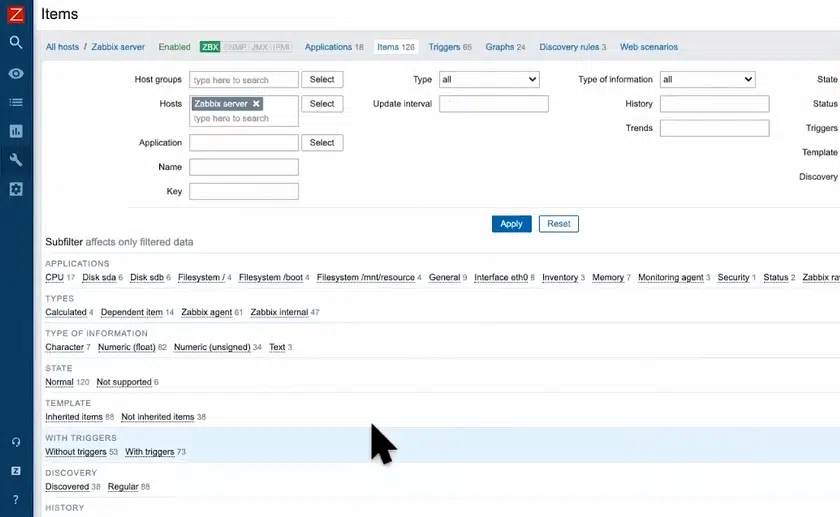 Z
Items
All hosts / Zabbix server Enabled ZBX SNMP JMX IPMI Applications 18 Items 126 Triggers 65 Graphs 24 Discovery rules 3 Web scenarios
Host groups type here to search Select Type all Type of information all State
Hosts Zabbix server × Select Update interval History Status
type here to search
Trends Triggers
Application Select
Template
Name
Discovery
Key
Apply Reset
Subfilter affects only filtered data
APPLICATIONS
CPU 17 Disk sda 6 Disk sdb 6 Filesystem / 4 Filesystem /boot 4 Filesystem /mnt/resource 4 General 9 Interface eth0 8 Inventory 3 Memory 7 Monitoring agent 3 Security 1 Status 2 Zabbix ra
TYPES
Calculated 4 Dependent item 14 Zabbix agent 61 Zabbix internal 47
TYPE OF INFORMATION
Character 7 Numeric (float) 82 Numeric (unsigned) 34 Text 3
STATE
Normal 120 Not supported 6
TEMPLATE
Inherited items 88 Not inherited items 38
WITH TRIGGERS
Without triggers 53 With triggers 73
DISCOVERY
Discovered 38 Regular 88
Z
?
HISTORY